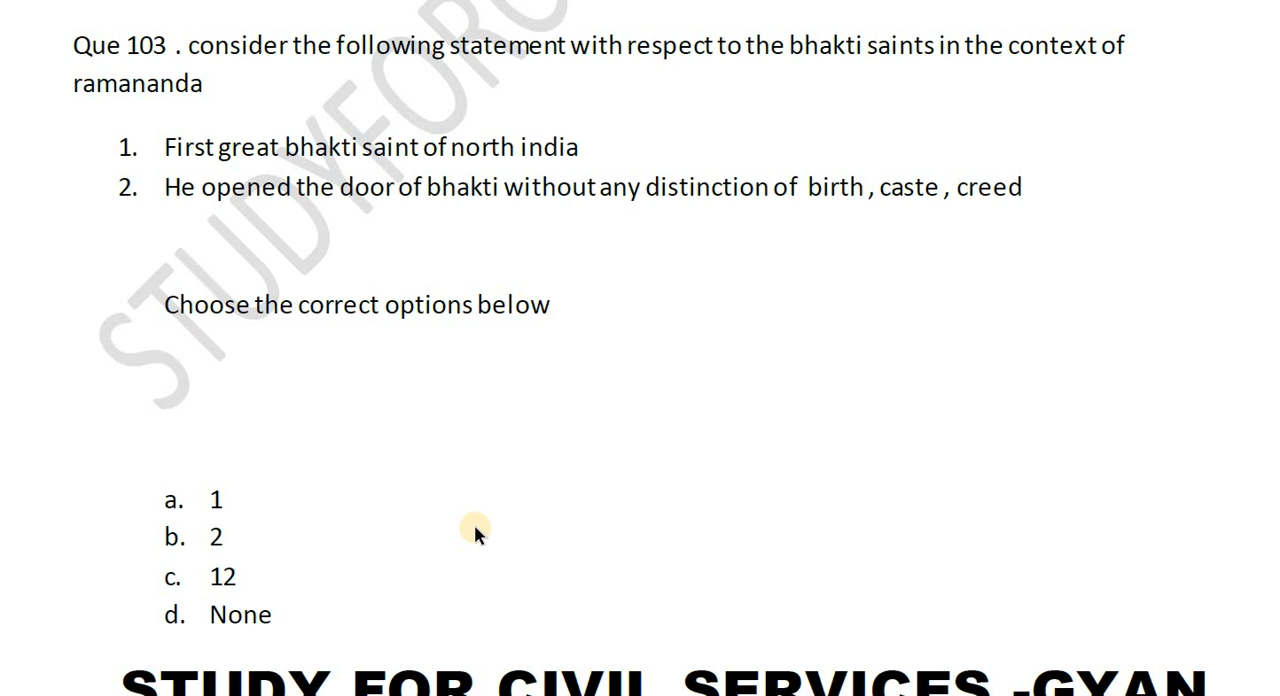 Que 103 . consider the following statement with respect to the bhakti saints in the context of
ramananda
1. First great bhakti saint of north india
2. He opened the door of bhakti without any distinction of birth , caste , creed
Choose the correct options below
a. 1
b. 2
c. 12
d. None
STUDY FOR CIVIL SERVICES -GYAN
STUDYFORC